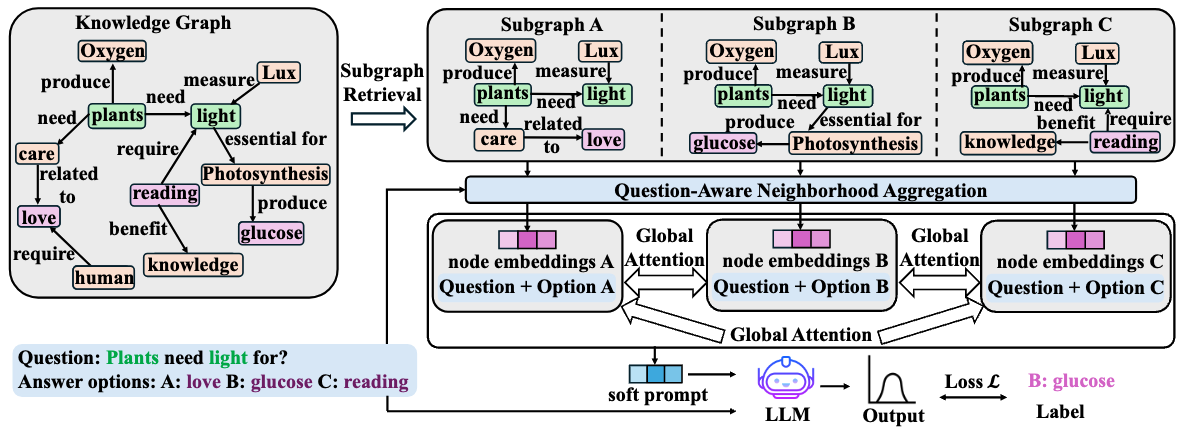 Knowledge Graph
Oxygen
Lux
produce
measure
need
plants
light
need
care
require
essential for
related
to
Photosynthesis
reading
love
produce
benefit
glucose
require
knowledge
human
Subgraph
Retrieval
Subgraph A
Oxygen
Lux
produce
measure
plants
need
light
need
care
related
to
love
Subgraph B
Oxygen
Lux
produce
measure
plants
need
light
produce
essential for
glucose
Photosynthesis
Subgraph C
Oxygen
Lux
produce
measure
plants
need
light
benefit
require
knowledge
reading
Question-Aware Neighborhood Aggregation
node embeddings A
Question + Option A
Global
Attention
node embeddings B
Question + Option B
Global
Attention
node embeddings C
Question + Option C
Global Attention
Question: Plants need light for?
Answer options: A: love B: glucose C: reading
soft prompt
LLM
Output
Loss ℒ
B: glucose
Label